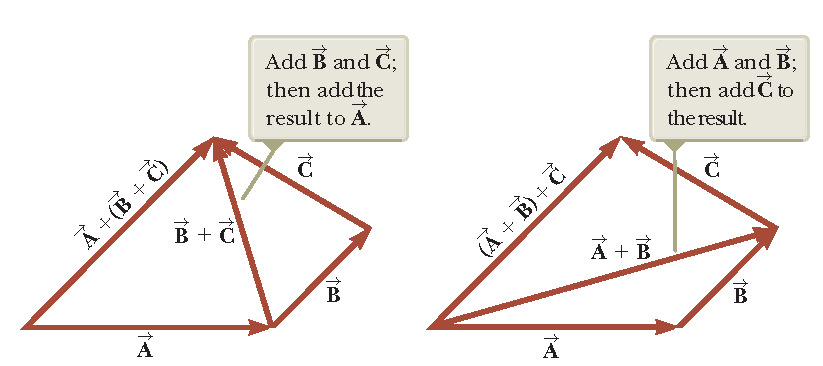 Add B⃗ and C⃗;
then add the
result to A⃗.
A⃗ + (B⃗ + C⃗)
C⃗
B⃗ + C⃗
B⃗
A⃗
Add A⃗ and B⃗;
then add C⃗ to
the result.
(A⃗ + B⃗) + C⃗
C⃗
A⃗ + B⃗
B⃗
A⃗